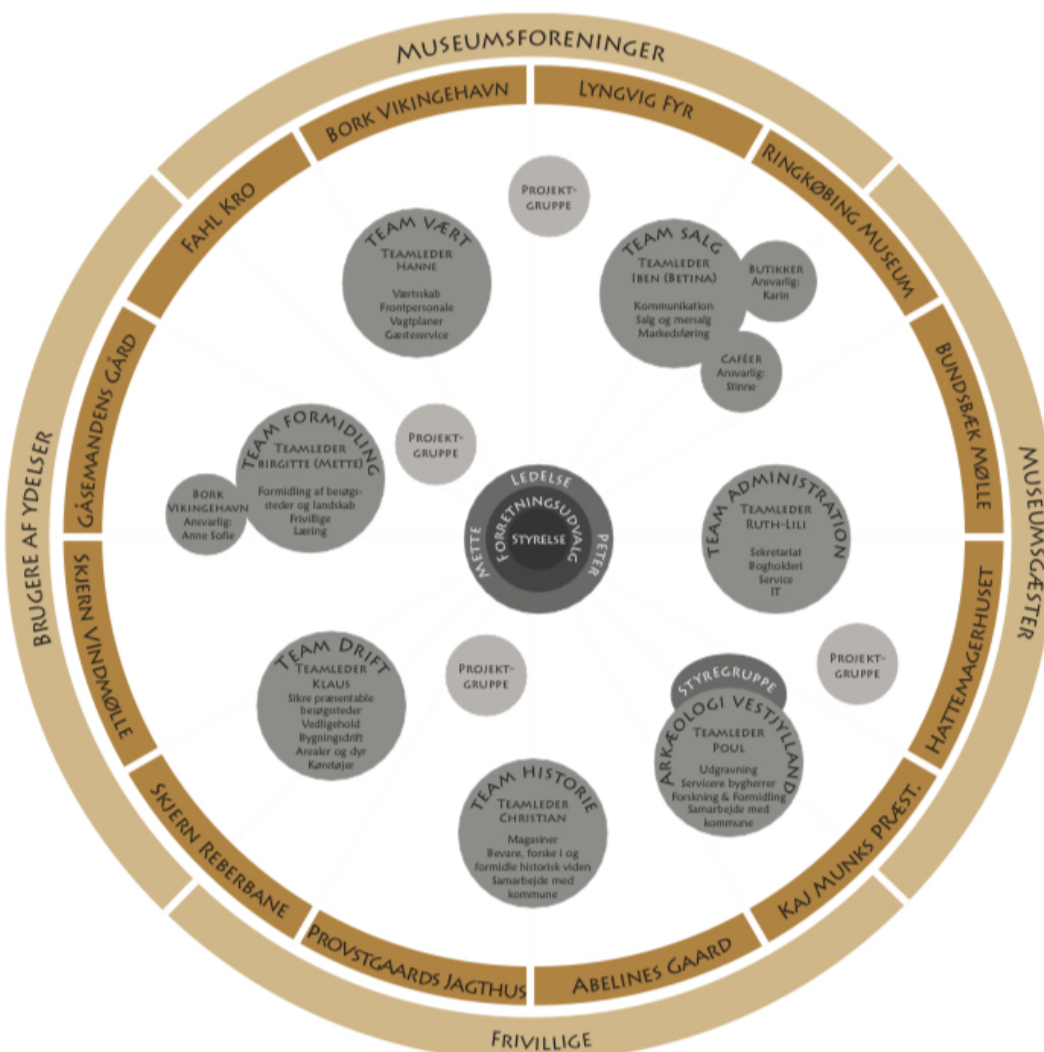 MUSEUMSFORENINGER
MUSEUMSGÆSTER
FRIVILLIGE
BRUGERE AF YDELSER
BORK VIKINGEHAVN
LYNGVIG FYR
RINGKØBING MUSEUM
BUNDSBÆK MØLLE
HATTEMAGERHUSET
KAJ MUNKS PRÆST.
ABELINES GAARD
PROVSTGAARDS JAGTHUS
SKJERN REBERBANE
SKJERN VINDMØLLE
GÅSEMANDENS GÅRD
FAHL KRO
PROJEKT-
GRUPPE
TEAM VÆRT
TEAMLEDER
HANNE
Værtsskab
Frontpersonale
Vagtplaner
Gæsteservice
TEAM SALG
TEAMLEDER
IBEN (BETINA)
Kommunikation
Salg og mersalg
Markedsføring
BUTIKKER
Ansvarlig:
Karin
CAFÉER
Ansvarlig:
Stinne
PROJEKT-
GRUPPE
TEAM FORMIDLING
TEAMLEDER
BIRGITTE (METTE)
Formidling af besøgs-
steder og landskab
Frivillige
Læring
BORK
VIKINGEHAVN
Ansvarlig:
Anne Sofie
LEDELSE
METTE
PETER
FORRETNINGSUDVALG
STYRELSE
TEAM ADMINISTRATION
TEAMLEDER
RUTH-LILI
Sekretariat
Bogholderi
Service
IT
TEAM DRIFT
TEAMLEDER
KLAUS
Sikre præsentable
besøgsteder
Vedligehold
Bygningsdrift
Arealer og dyr
Køretøjer
PROJEKT-
GRUPPE
PROJEKT-
GRUPPE
STYREGRUPPE
ARKÆOLOGI VESTJYLLAND
TEAMLEDER
POUL
Udgravning
Servicere bygherrer
Forskning & Formidling
Samarbejde med
kommune
TEAM HISTORIE
TEAMLEDER
CHRISTIAN
Magasiner
Bevare, forske i og
formidle historisk viden
Samarbejde med
kommune